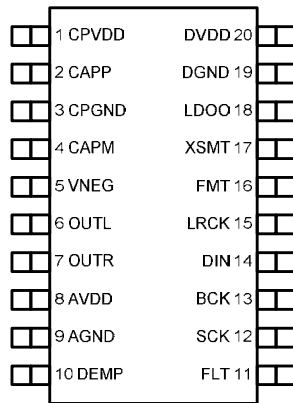 1 CPVDD DVDD 20
2 CAPP DGND 19
3 CPGND LDOO 18
4 CAPM XSMT 17
5 VNEG FMT 16
6 OUTL LRCK 15
7 OUTR DIN 14
8 AVDD BCK 13
9 AGND SCK 12
10 DEMP FLT 11